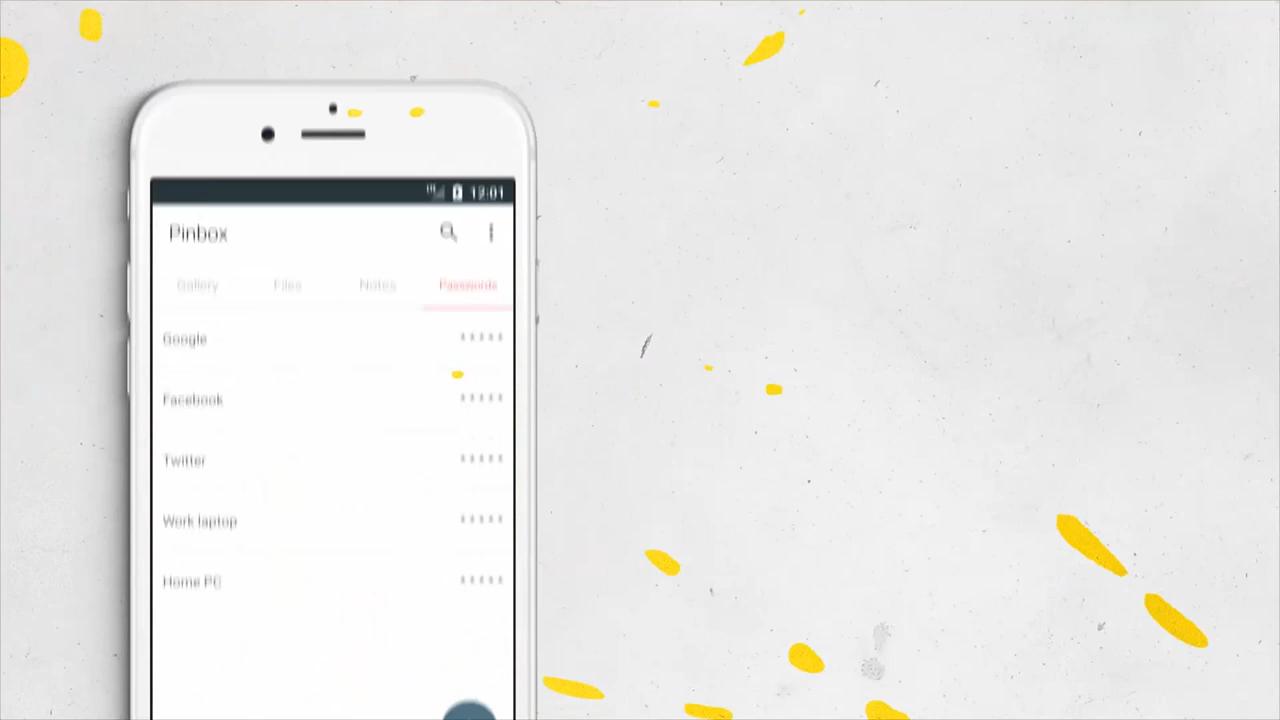 12:01
Pinbox
Gallery Files Notes Passwords
Google *****
Facebook *****
Twitter *****
Work laptop *****
Home PC *****